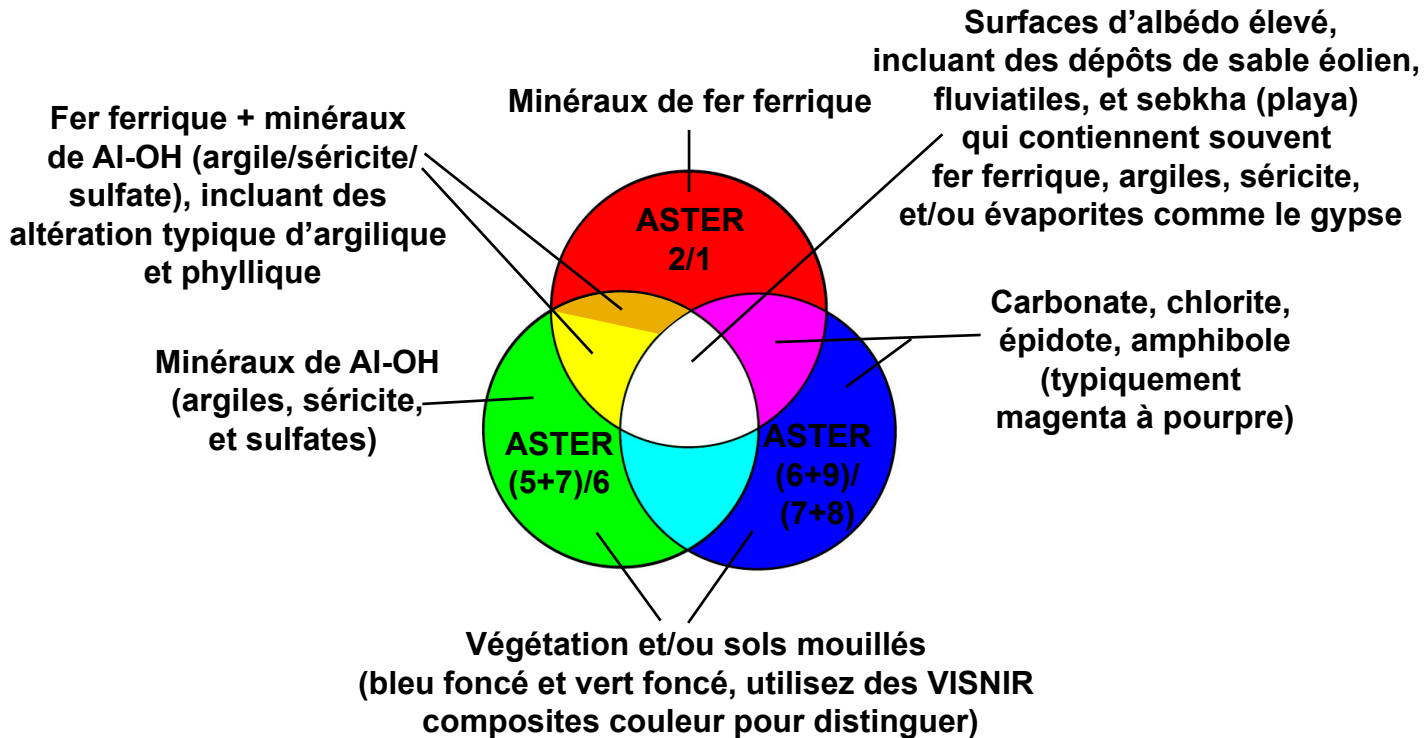 Surfaces d'albédo élevé,
incluant des dépôts de sable éolien,
fluviatiles, et sebkha (playa)
qui contiennent souvent
fer ferrique, argiles, séricite,
et/ou évaporites comme le gypse
Minéraux de fer ferrique
Fer ferrique + minéraux
de Al-OH (argile/séricite/
sulfate), incluant des
altération typique d'argilique
et phyllique
ASTER
2/1
Carbonate, chlorite,
épidote, amphibole
(typiquement
magenta à pourpre)
Minéraux de Al-OH
(argiles, séricite,
et sulfates)
ASTER
(5+7)/6
ASTER
(6+9)/
(7+8)
Végétation et/ou sols mouillés
(bleu foncé et vert foncé, utilisez des VISNIR
composites couleur pour distinguer)